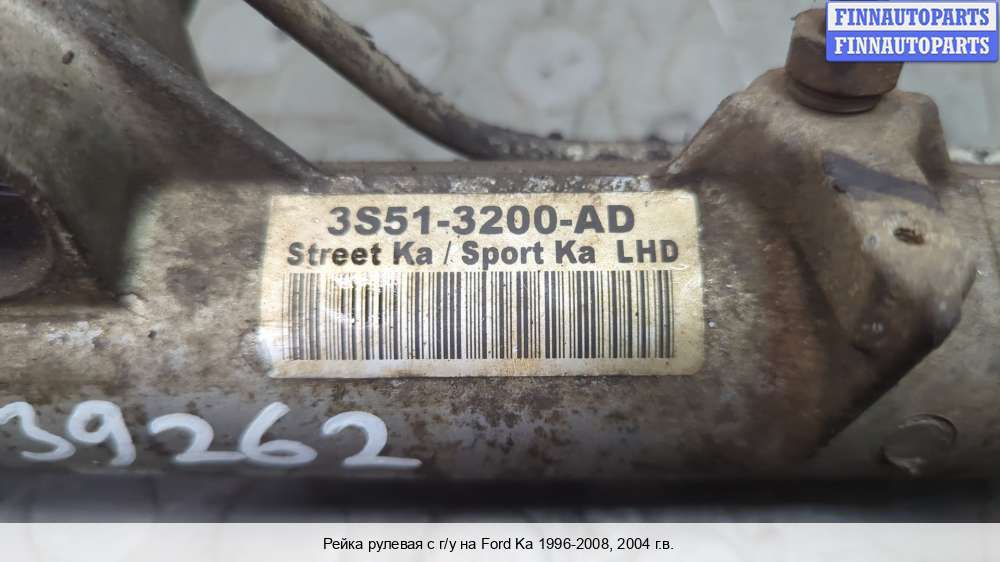 FINNAUTOPARTS
FINNAUTOPARTS
3S51-3200-AD
Street Ka / Sport Ka LHD
39262
Рейка рулевая с г/у на Ford Ka 1996-2008, 2004 г.в.